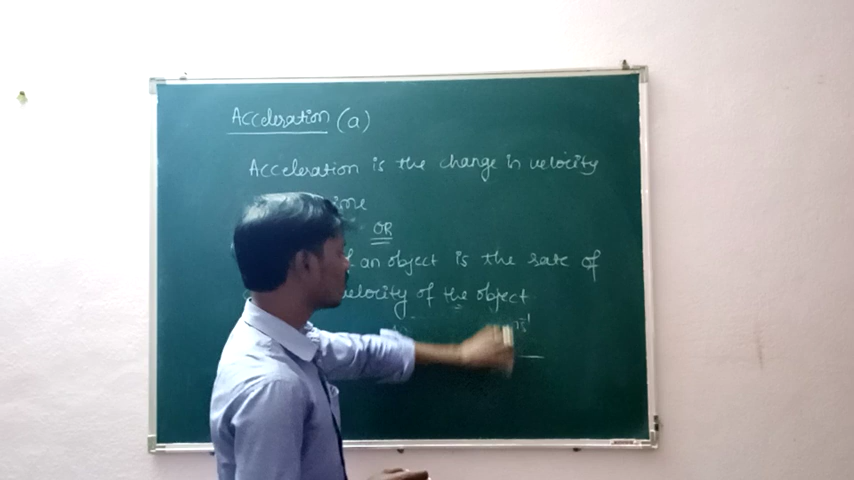 Acceleration (a)
Acceleration is the change in velocity
OR
an object is the rate of
velocity of the object